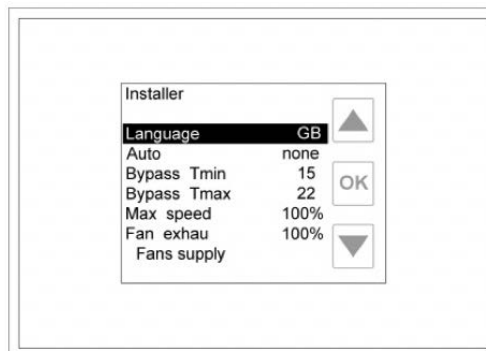 Installer
Language GB
Auto none
Bypass Tmin 15
Bypass Tmax 22
Max speed 100%
Fan exhau 100%
Fans supply
OK